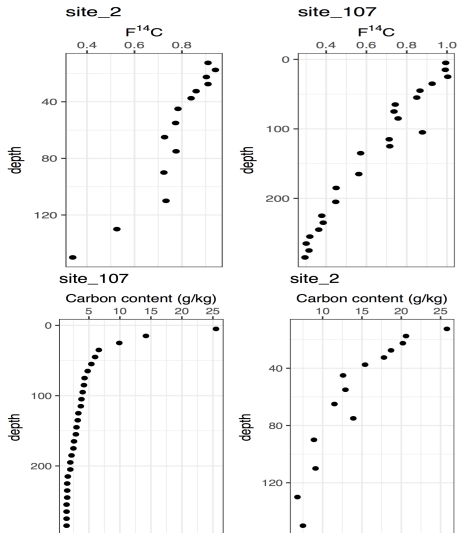 site_2
F¹⁴C
0.4 0.6 0.8
40
80
120
depth
site_107
F¹⁴C
0.4 0.6 0.8 1.0
0
100
200
depth
site_107
Carbon content (g/kg)
5 10 15 20 25
0
100
200
depth
site_2
Carbon content (g/kg)
10 15 20 25
40
80
120
depth